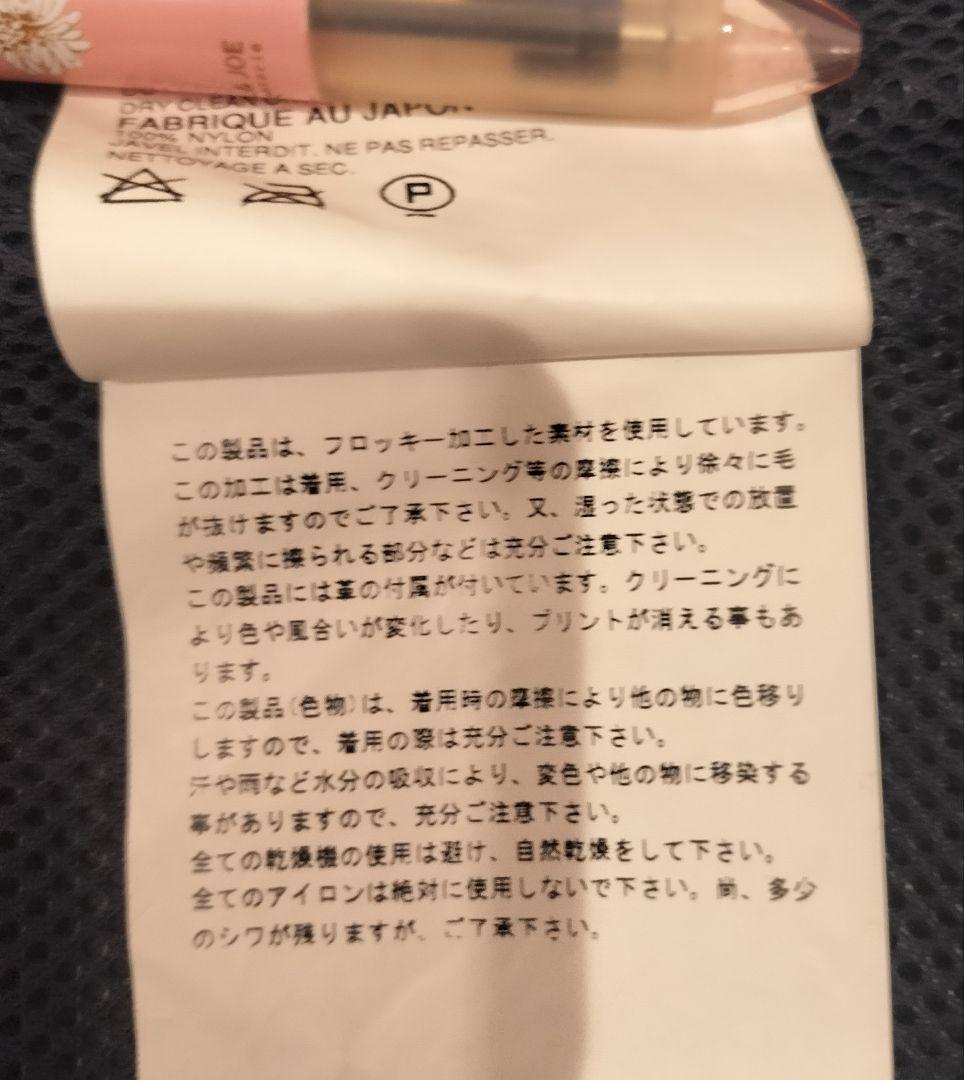 JOE
DRY CLEAN
FABRIQUE AU JAPON
100% NYLON
JAVEL INTERDIT. NE PAS REPASSER.
NETTOYAGE A SEC.
P
この製品は、フロッキー加工した素材を使用しています。
この加工は着用、クリーニング等の摩擦により徐々に毛
が抜けますのでご了承下さい。又、湿った状態での放置
や頻繁に擦られる部分などは充分ご注意下さい。
この製品には革の付属が付いています。クリーニングに
より色や風合いが変化したり、プリントが消える事もあ
ります。
この製品(色物)は、着用時の摩擦により他の物に色移り
しますので、着用の際は充分ご注意下さい。
汗や雨など水分の吸収により、変色や他の物に移染する
事がありますので、充分ご注意下さい。
全ての乾燥機の使用は避け、自然乾燥をして下さい。
全てのアイロンは絶対に使用しないで下さい。尚、多少
のシワが残りますが、ご了承下さい。